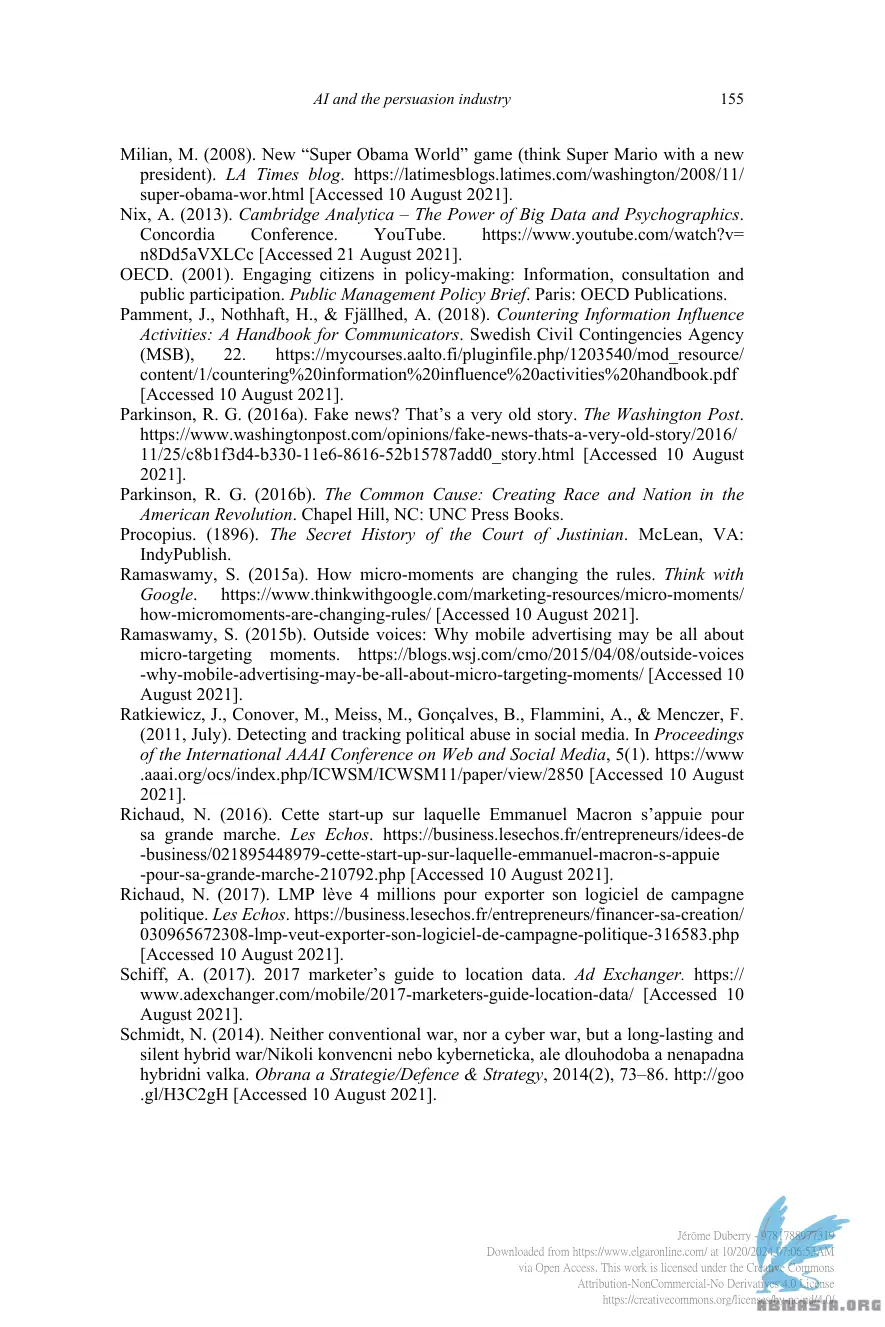 AI and the persuasion industry 155
Milian, M. (2008). New “Super Obama World” game (think Super Mario with a new
president). LA Times blog. https://latimesblogs.latimes.com/washington/2008/11/
super-obama-wor.html [Accessed 10 August 2021].
Nix, A. (2013). Cambridge Analytica – The Power of Big Data and Psychographics.
Concordia Conference. YouTube. https://www.youtube.com/watch?v=
n8Dd5aVXLCc [Accessed 21 August 2021].
OECD. (2001). Engaging citizens in policy-making: Information, consultation and
public participation. Public Management Policy Brief. Paris: OECD Publications.
Pamment, J., Nothhaft, H., & Fjällhed, A. (2018). Countering Information Influence
Activities: A Handbook for Communicators. Swedish Civil Contingencies Agency
(MSB), 22. https://mycourses.aalto.fi/pluginfile.php/1203540/mod_resource/
content/1/countering%20information%20influence%20activities%20handbook.pdf
[Accessed 10 August 2021].
Parkinson, R. G. (2016a). Fake news? That’s a very old story. The Washington Post.
https://www.washingtonpost.com/opinions/fake-news-thats-a-very-old-story/2016/
11/25/c8b1f3d4-b330-11e6-8616-52b15787add0_story.html [Accessed 10 August
2021].
Parkinson, R. G. (2016b). The Common Cause: Creating Race and Nation in the
American Revolution. Chapel Hill, NC: UNC Press Books.
Procopius. (1896). The Secret History of the Court of Justinian. McLean, VA:
IndyPublish.
Ramaswamy, S. (2015a). How micro-moments are changing the rules. Think with
Google. https://www.thinkwithgoogle.com/marketing-resources/micro-moments/
how-micromoments-are-changing-rules/ [Accessed 10 August 2021].
Ramaswamy, S. (2015b). Outside voices: Why mobile advertising may be all about
micro-targeting moments. https://blogs.wsj.com/cmo/2015/04/08/outside-voices
-why-mobile-advertising-may-be-all-about-micro-targeting-moments/ [Accessed 10
August 2021].
Ratkiewicz, J., Conover, M., Meiss, M., Gonçalves, B., Flammini, A., & Menczer, F.
(2011, July). Detecting and tracking political abuse in social media. In Proceedings
of the International AAAI Conference on Web and Social Media, 5(1). https://www
.aaai.org/ocs/index.php/ICWSM/ICWSM11/paper/view/2850 [Accessed 10 August
2021].
Richaud, N. (2016). Cette start-up sur laquelle Emmanuel Macron s’appuie pour
sa grande marche. Les Echos. https://business.lesechos.fr/entrepreneurs/idees-de
-business/021895448979-cette-start-up-sur-laquelle-emmanuel-macron-s-appuie
-pour-sa-grande-marche-210792.php [Accessed 10 August 2021].
Richaud, N. (2017). LMP lève 4 millions pour exporter son logiciel de campagne
politique. Les Echos. https://business.lesechos.fr/entrepreneurs/financer-sa-creation/
030965672308-lmp-veut-exporter-son-logiciel-de-campagne-politique-316583.php
[Accessed 10 August 2021].
Schiff, A. (2017). 2017 marketer’s guide to location data. Ad Exchanger. https://
www.adexchanger.com/mobile/2017-marketers-guide-location-data/ [Accessed 10
August 2021].
Schmidt, N. (2014). Neither conventional war, nor a cyber war, but a long-lasting and
silent hybrid war/Nikoli konvencni nebo kyberneticka, ale dlouhodoba a nenapadna
hybridni valka. Obrana a Strategie/Defence & Strategy, 2014(2), 73–86. http://goo
.gl/H3C2gH [Accessed 10 August 2021].
Jérôme Duberry - 9781788977319
Downloaded from https://www.elgaronline.com/ at 10/20/2024 07:06:53AM
via Open Access. This work is licensed under the Creative Commons
Attribution-NonCommercial-No Derivatives 4.0 License
https://creativecommons.org/licenses/by-nc-nd/4.0/
ABTNASIA.ORG